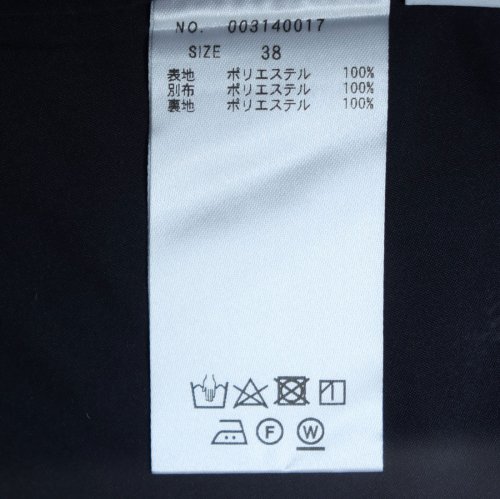 NO. 003140017
SIZE 38
表地 ポリエステル 100%
別布 ポリエステル 100%
裏地 ポリエステル 100%
F W